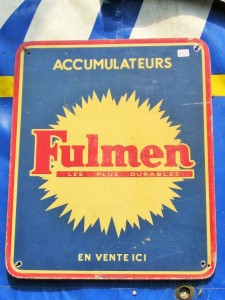 ACCUMULATEURS
Fulmen
LES PLUS DURABLES
EN VENTE ICI